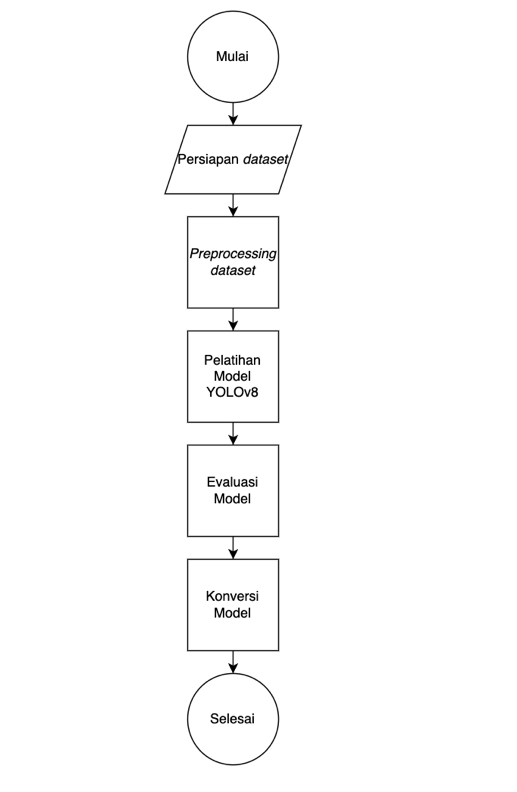 Mulai
Persiapan dataset
Preprocessing
dataset
Pelatihan
Model
YOLOv8
Evaluasi
Model
Konversi
Model
Selesai